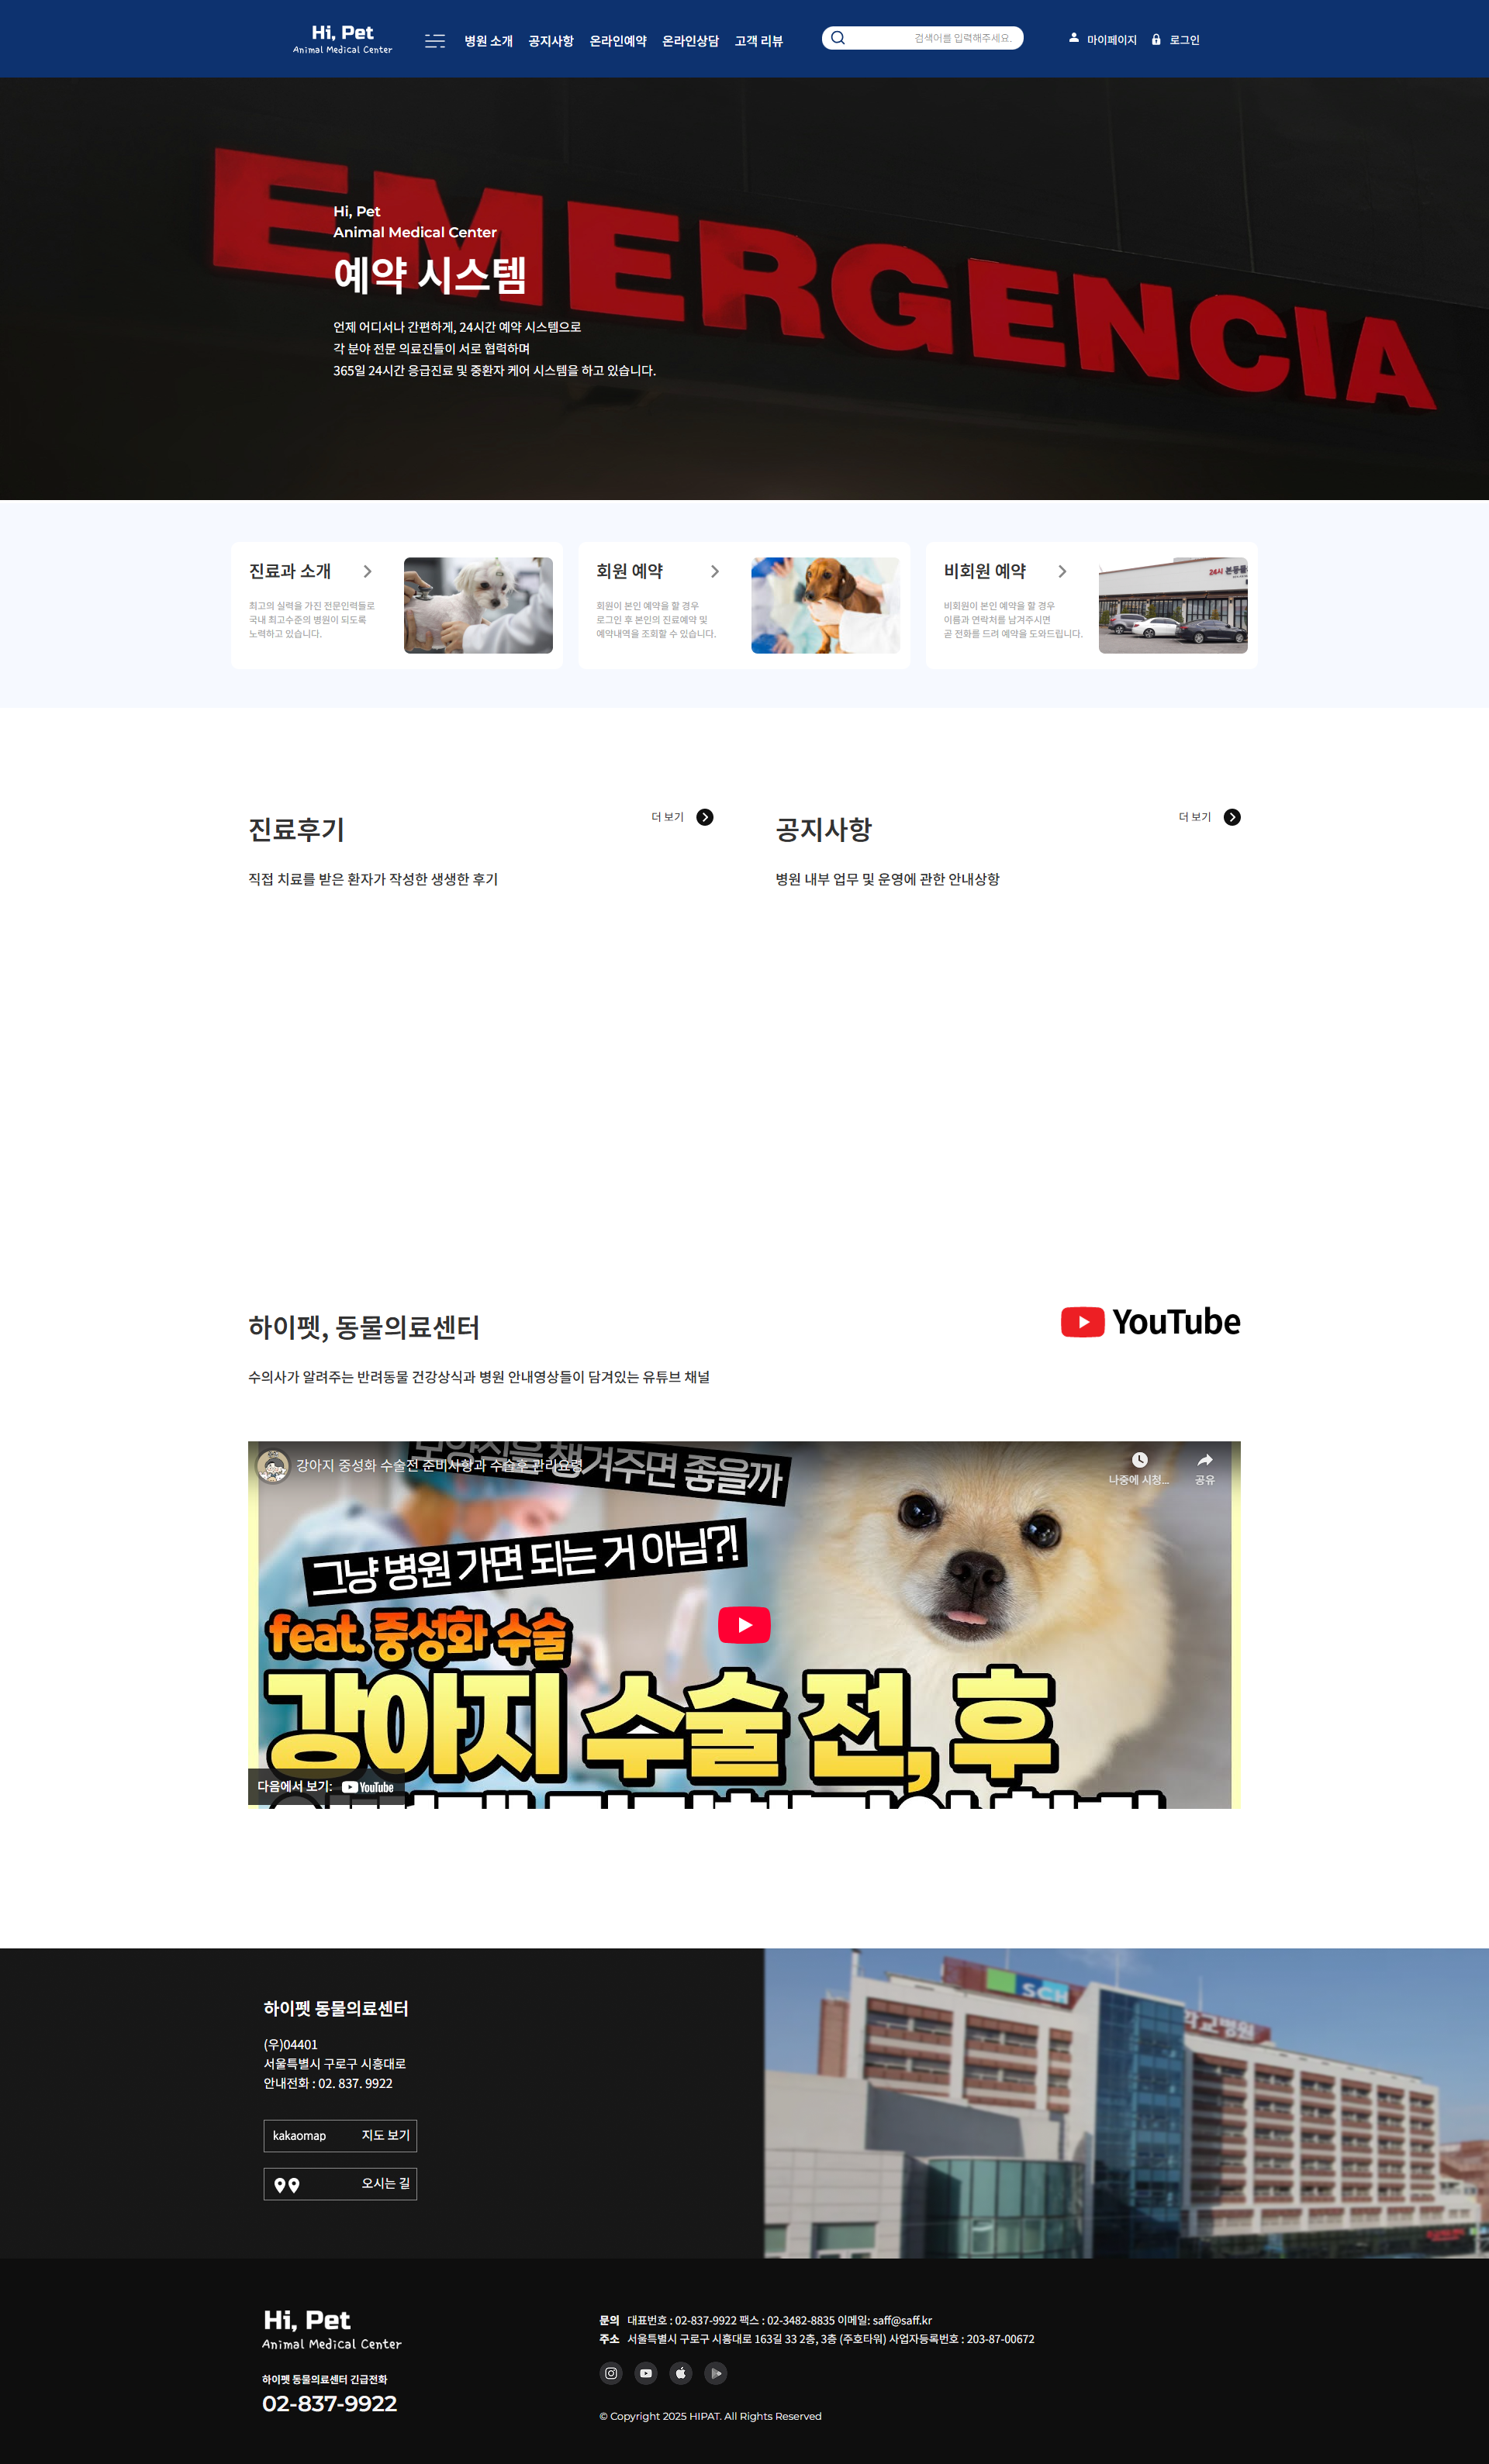 Hi, Pet
Animal Medical Center
병원 소개 공지사항 온라인예약 온라인상담 고객 리뷰
검색어를 입력해주세요.
마이페이지 로그인
EMERGENCIA
Hi, Pet
Animal Medical Center
예약 시스템
언제 어디서나 간편하게, 24시간 예약 시스템으로
각 분야 전문 의료진들이 서로 협력하며
365일 24시간 응급진료 및 중환자 케어 시스템을 하고 있습니다.
진료과 소개
최고의 실력을 가진 전문인력들로
국내 최고수준의 병원이 되도록
노력하고 있습니다.
회원 예약
회원이 본인 예약을 할 경우
로그인 후 본인의 진료예약 및
예약내역을 조회할 수 있습니다.
비회원 예약
비회원이 본인 예약을 할 경우
이름과 연락처를 남겨주시면
곧 전화를 드려 예약을 도와드립니다.
24시 본동물
진료후기
더 보기
직접 치료를 받은 환자가 작성한 생생한 후기
공지사항
더 보기
병원 내부 업무 및 운영에 관한 안내상항
하이펫, 동물의료센터
YouTube
수의사가 알려주는 반려동물 건강상식과 병원 안내영상들이 담겨있는 유튜브 채널
강아지 중성화 수술전 준비사항과 수술후 관리요령
나중에 시청...
공유
보양식을 챙겨주면 좋을까
그냥 병원 가면 되는 거 아님?!
feat. 중성화 수술
강아지 수술 전, 후
다음에서 보기: YouTube
하이펫 동물의료센터
(우)04401
서울특별시 구로구 시흥대로
안내전화 : 02. 837. 9922
kakaomap 지도 보기
오시는 길
SCH
학교병원
Hi, Pet
Animal Medical Center
하이펫 동물의료센터 긴급전화
02-837-9922
문의 대표번호 : 02-837-9922 팩스 : 02-3482-8835 이메일: saff@saff.kr
주소 서울특별시 구로구 시흥대로 163길 33 2층, 3층 (주호타워) 사업자등록번호 : 203-87-00672
© Copyright 2025 HIPAT. All Rights Reserved